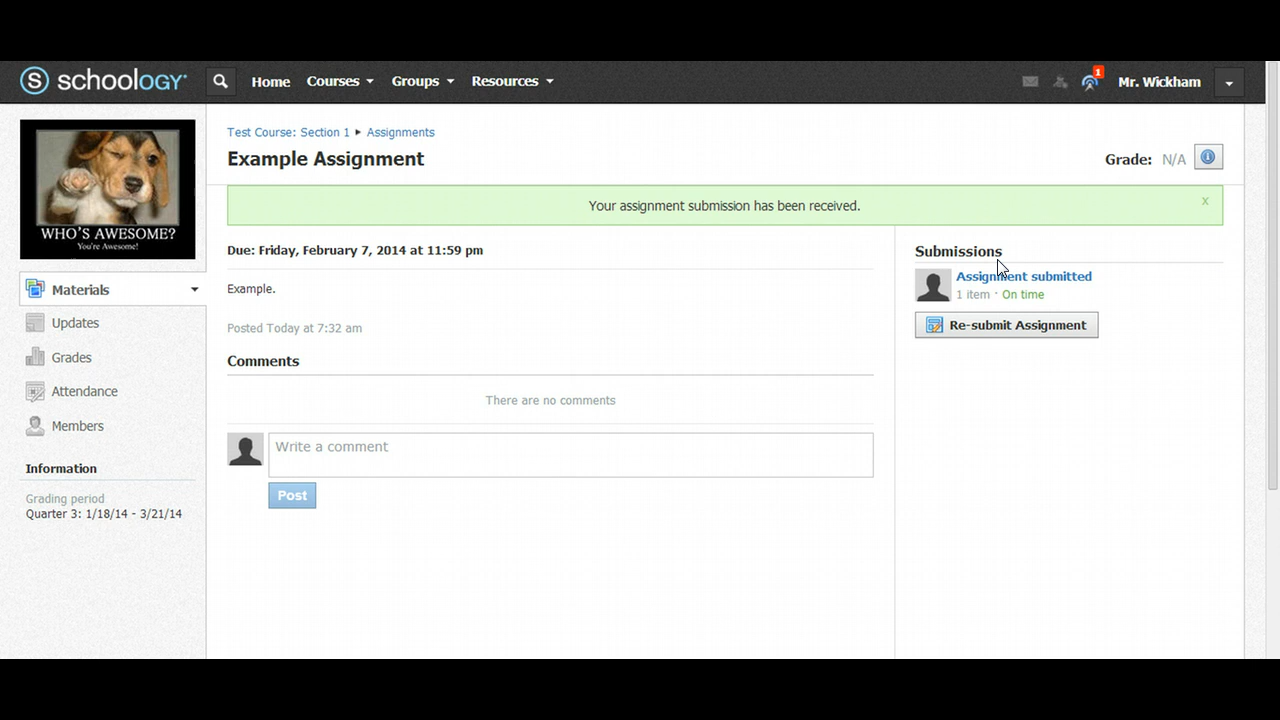 schoology
Home Courses Groups Resources
1
Mr. Wickham
WHO'S AWESOME?
You're Awesome!
Materials
Updates
Grades
Attendance
Members
Information
Grading period
Quarter 3: 1/18/14 - 3/21/14
Test Course: Section 1 ▸ Assignments
Example Assignment
Grade: N/A
Your assignment submission has been received.
x
Due: Friday, February 7, 2014 at 11:59 pm
Example.
Posted Today at 7:32 am
Comments
There are no comments
Write a comment
Post
Submissions
Assignment submitted
1 item · On time
Re-submit Assignment